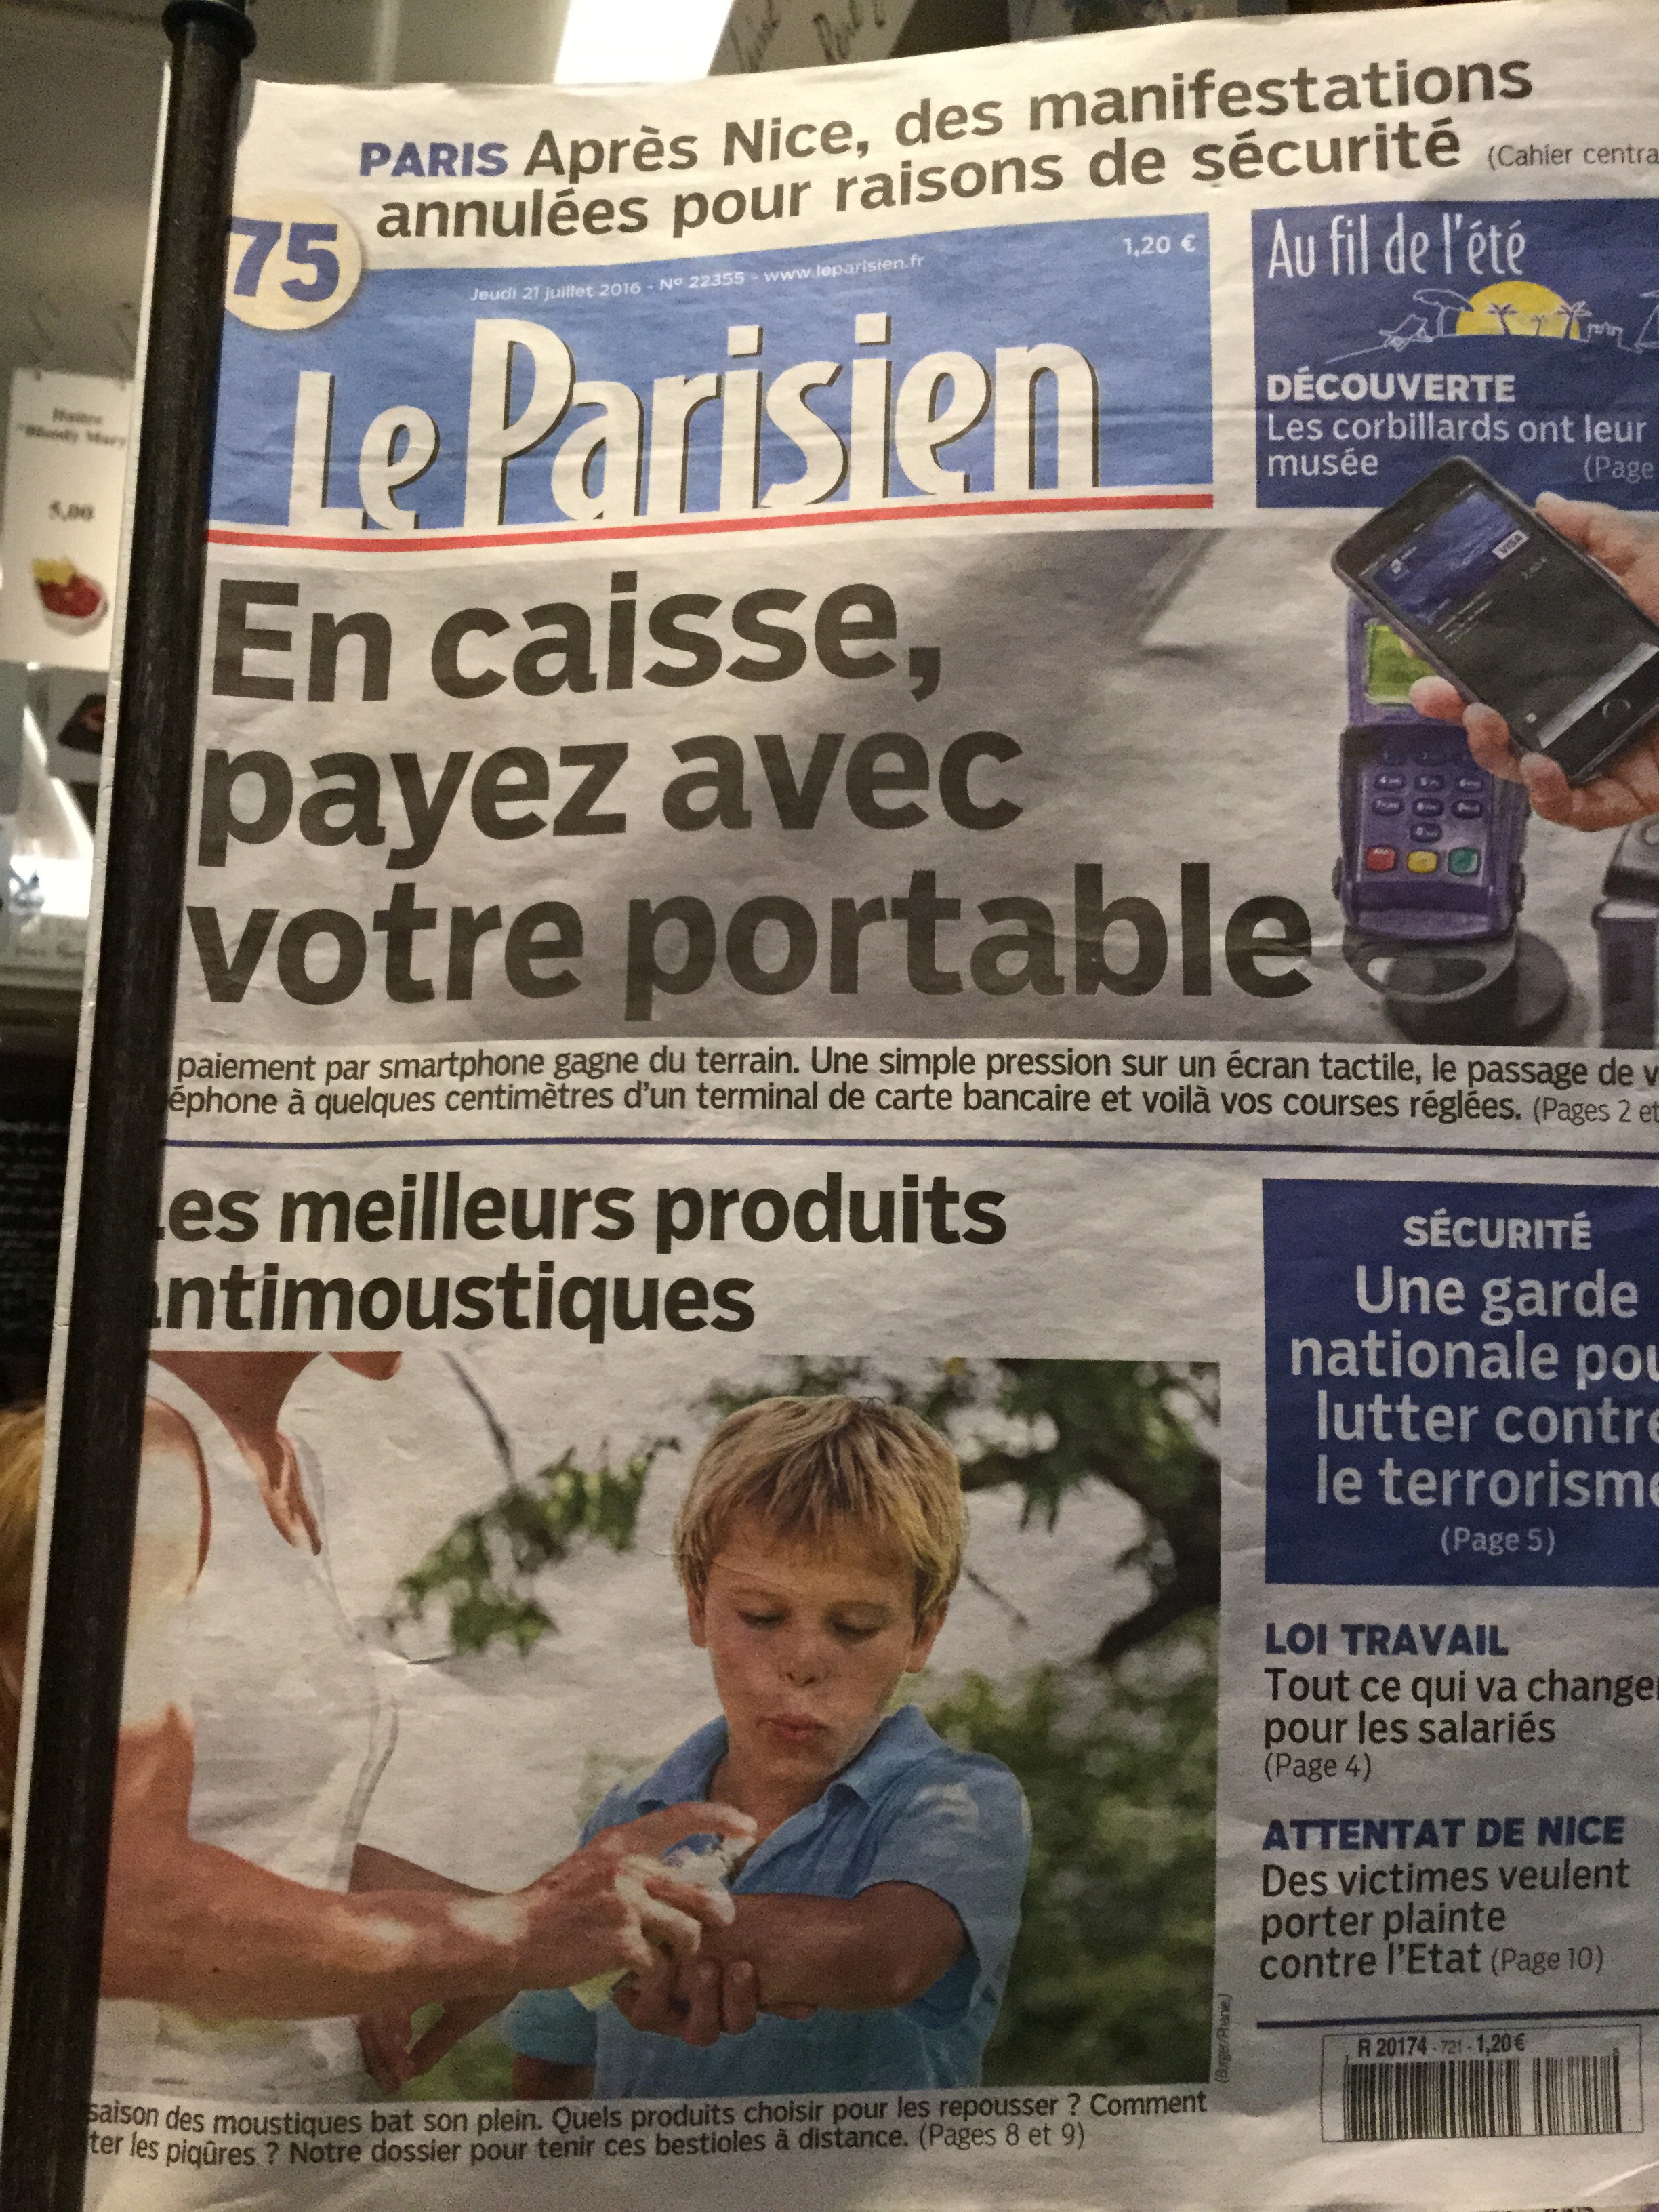 PARIS Après Nice, des manifestations
annulées pour raisons de sécurité (Cahier centra
75
Jeudi 21 juillet 2016 - N° 22355 - www.leparisien.fr
1,20 €
Le Parisien
Au fil de l'été
DÉCOUVERTE
Les corbillards ont leur
musée (Page
VISA
En caisse,
payez avec
votre portable
paiement par smartphone gagne du terrain. Une simple pression sur un écran tactile, le passage de v
éphone à quelques centimètres d'un terminal de carte bancaire et voilà vos courses réglées. (Pages 2 et
es meilleurs produits
antimoustiques
SÉCURITÉ
Une garde
nationale pou
lutter contre
le terrorisme
(Page 5)
LOI TRAVAIL
Tout ce qui va changer
pour les salariés
(Page 4)
ATTENTAT DE NICE
Des victimes veulent
porter plainte
contre l'Etat (Page 10)
R 20174 - 721 - 1,20 €
(Burger/Phanie.)
saison des moustiques bat son plein. Quels produits choisir pour les repousser ? Comment
ter les piqûres ? Notre dossier pour tenir ces bestioles à distance. (Pages 8 et 9)
Bloody Mary
5,00